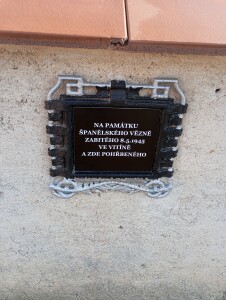 NA PAMÁTKU
ŠPANĚLSKÉHO VĚZNĚ
ZABITÉHO 8.5.1945
VE VITÍNĚ
A ZDE POHŘBENÉHO